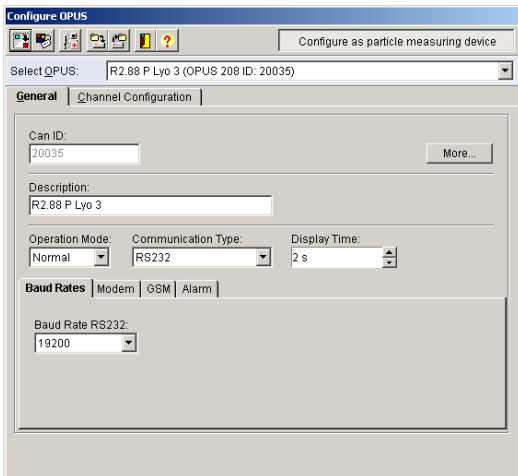 Configure OPUS
Configure as particle measuring device
Select OPUS: R2.88 P Lyo 3 (OPUS 208 ID: 20035)
General Channel Configuration
Can ID:
20035 More...
Description:
R2.88 P Lyo 3
Operation Mode: Communication Type: Display Time:
Normal RS232 2 s
Baud Rates Modem GSM Alarm
Baud Rate RS232:
19200